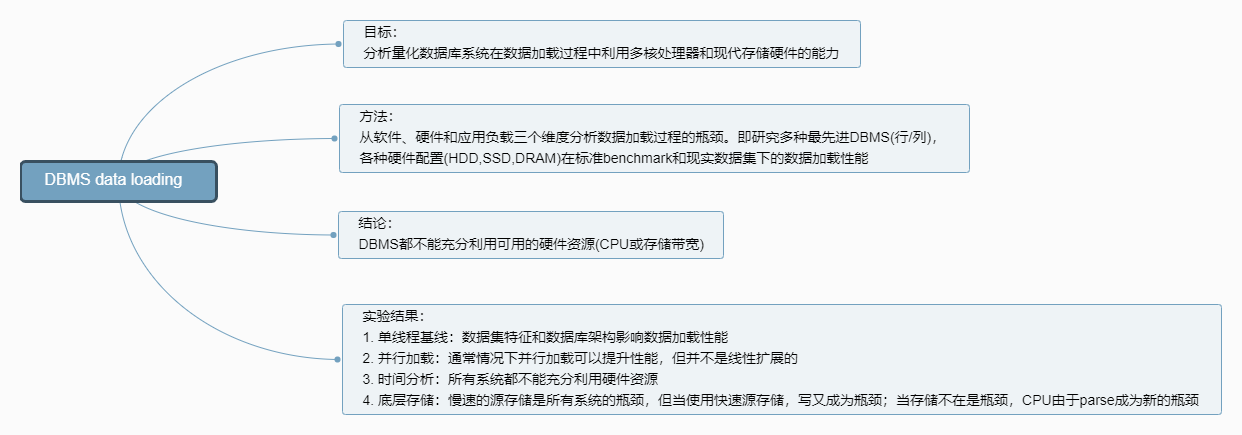 DBMS data loading
目标：
分析量化数据库系统在数据加载过程中利用多核处理器和现代存储硬件的能力
方法：
从软件、硬件和应用负载三个维度分析数据加载过程的瓶颈。即研究多种最先进DBMS(行/列)，
各种硬件配置(HDD,SSD,DRAM)在标准benchmark和现实数据集下的数据加载性能
结论：
DBMS都不能充分利用可用的硬件资源(CPU或存储带宽)
实验结果：
1. 单线程基线：数据集特征和数据库架构影响数据加载性能
2. 并行加载：通常情况下并行加载可以提升性能，但并不是线性扩展的
3. 时间分析：所有系统都不能充分利用硬件资源
4. 底层存储：慢速的源存储是所有系统的瓶颈，但当使用快速源存储，写又成为瓶颈；当存储不在是瓶颈，CPU由于parse成为新的瓶颈